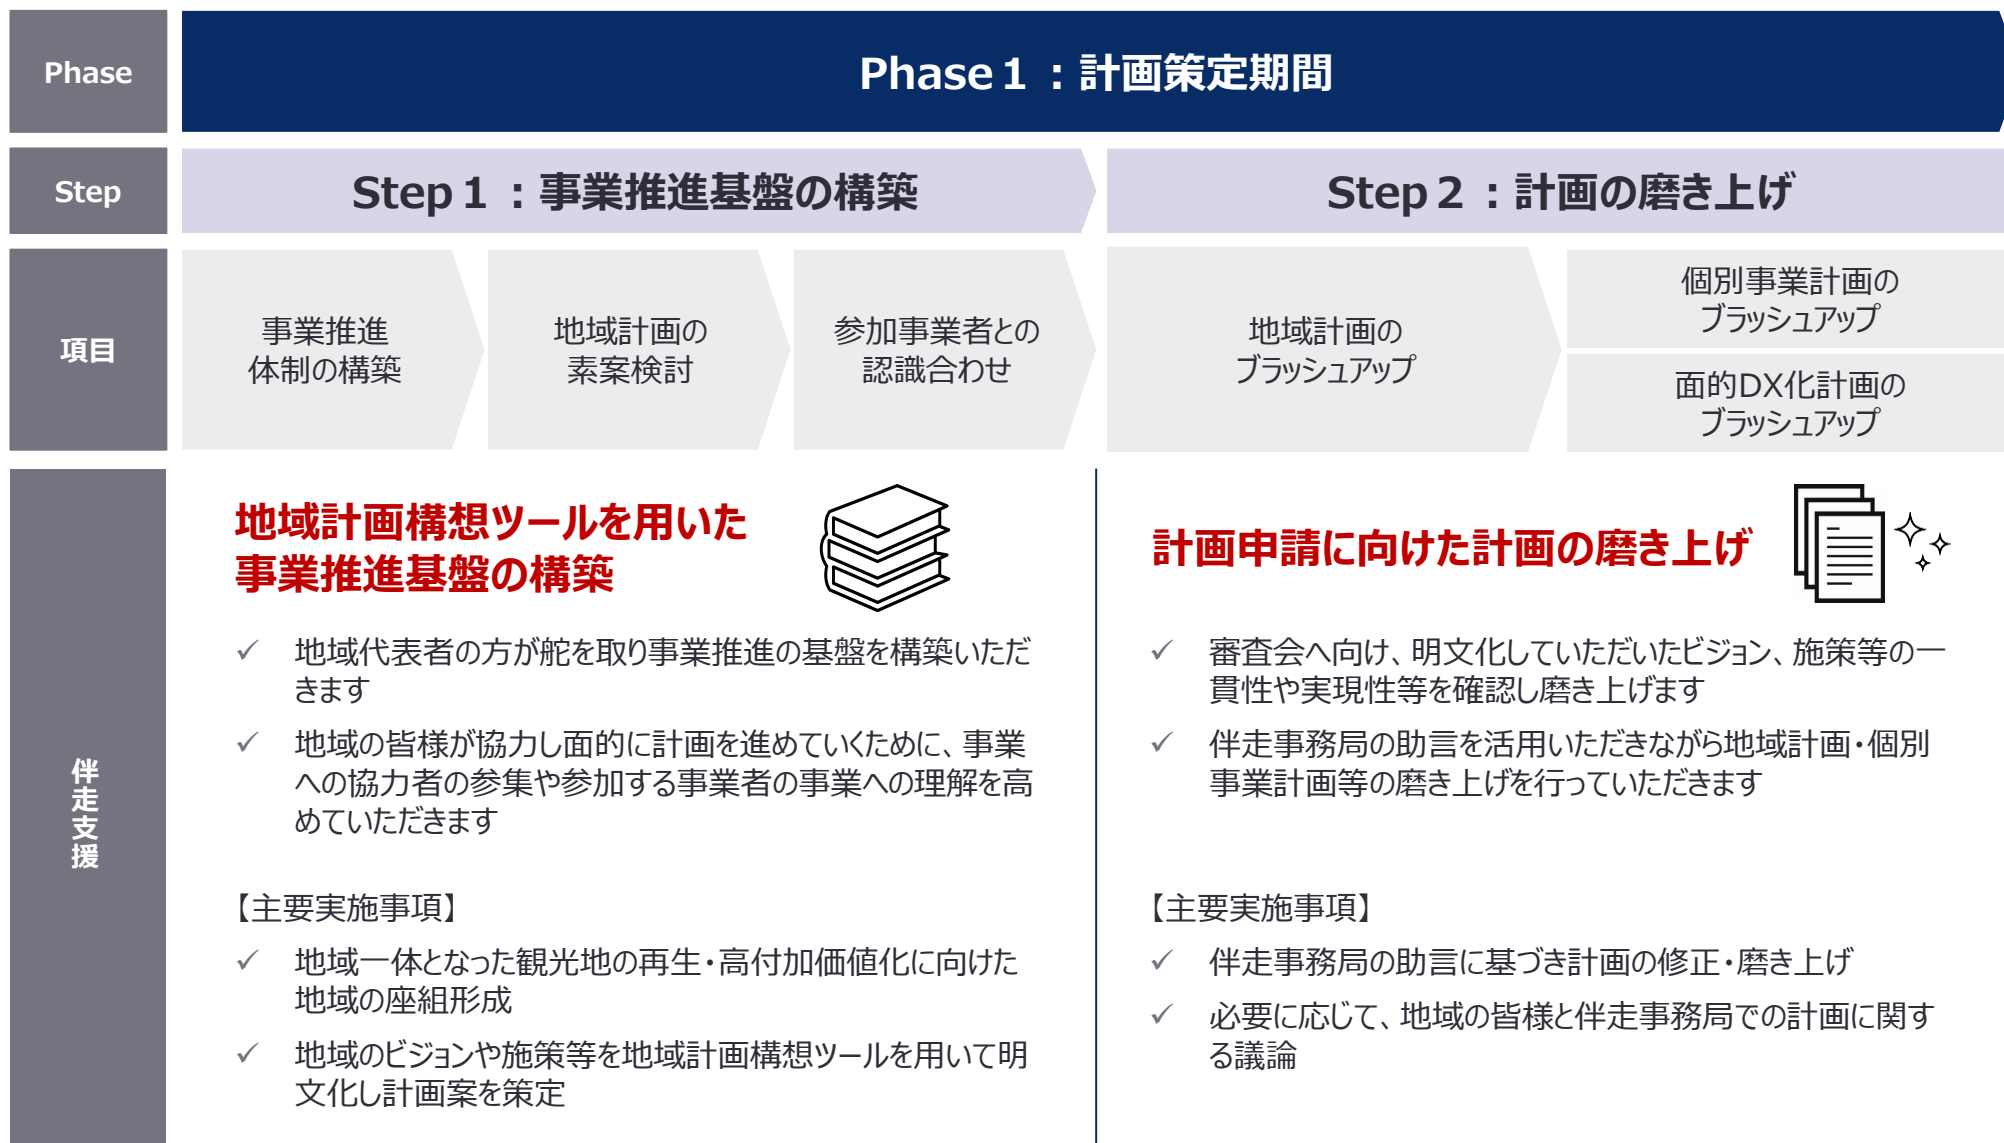 Phase
Phase１：計画策定期間
Step
Step１：事業推進基盤の構築
Step２：計画の磨き上げ
項目
事業推進
体制の構築
地域計画の
素案検討
参加事業者との
認識合わせ
地域計画の
ブラッシュアップ
個別事業計画の
ブラッシュアップ
面的DX化計画の
ブラッシュアップ
伴走支援
地域計画構想ツールを用いた
事業推進基盤の構築
✓ 地域代表者の方が舵を取り事業推進の基盤を構築いただ
きます
✓ 地域の皆様が協力し面的に計画を進めていくために、事業
への協力者の参集や参加する事業者の事業への理解を高
めていただきます
【主要実施事項】
✓ 地域一体となった観光地の再生・高付加価値化に向けた
地域の座組形成
✓ 地域のビジョンや施策等を地域計画構想ツールを用いて明
文化し計画案を策定
計画申請に向けた計画の磨き上げ
✓ 審査会へ向け、明文化していただいたビジョン、施策等の一
貫性や実現性等を確認し磨き上げます
✓ 伴走事務局の助言を活用いただきながら地域計画・個別
事業計画等の磨き上げを行っていただきます
【主要実施事項】
✓ 伴走事務局の助言に基づき計画の修正・磨き上げ
✓ 必要に応じて、地域の皆様と伴走事務局での計画に関す
る議論